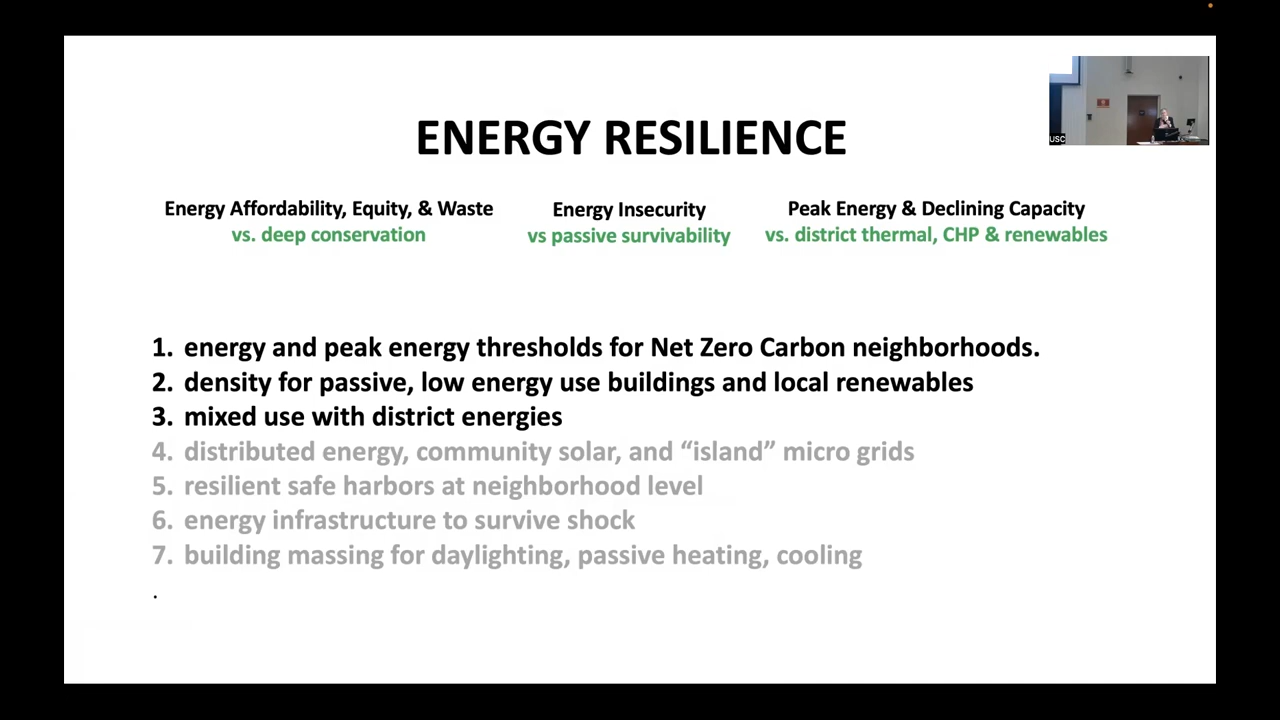 USC
ENERGY RESILIENCE
Energy Affordability, Equity, & Waste
vs. deep conservation
Energy Insecurity
vs passive survivability
Peak Energy & Declining Capacity
vs. district thermal, CHP & renewables
1. energy and peak energy thresholds for Net Zero Carbon neighborhoods.
2. density for passive, low energy use buildings and local renewables
3. mixed use with district energies
4. distributed energy, community solar, and “island” micro grids
5. resilient safe harbors at neighborhood level
6. energy infrastructure to survive shock
7. building massing for daylighting, passive heating, cooling
.